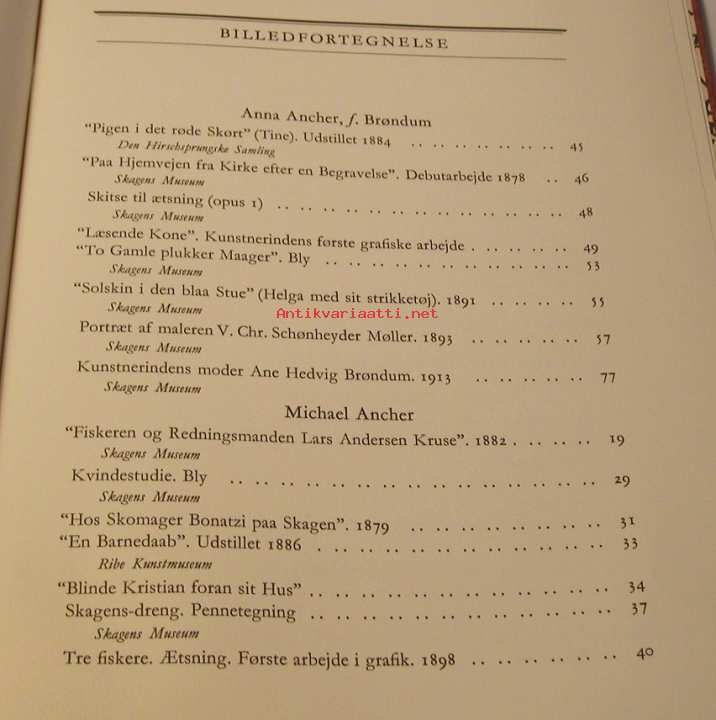 BILLEDFORTEGNELSE
Anna Ancher, f. Brøndum
"Pigen i det røde Skørt" (Tine). Udstillet 1884 .. .. .. .. .. .. .. 45
Den Hirschsprungske Samling
"Paa Hjemvejen fra Kirke efter en Begravelse". Debutarbejde 1878 .. 46
Skagens Museum
Skitse til ætsning (opus 1) .. .. .. .. .. .. .. .. .. .. .. .. 48
Skagens Museum
"Læsende Kone". Kunstnerindens første grafiske arbejde . .. .. .. .. 49
"To Gamle plukker Maager". Bly .. .. .. .. .. .. .. .. .. .. .. 53
Skagens Museum
"Solskin i den blaa Stue" (Helga med sit strikketøj). 1891 .. .. .. .. .. 55
Skagens Museum
Antikvariaatti.net
Portræt af maleren V. Chr. Schønheyder Møller. 1893 .. .. .. .. .. 57
Skagens Museum
Kunstnerindens moder Ane Hedvig Brøndum. 1913 .. .. .. .. .. 77
Skagens Museum
Michael Ancher
"Fiskeren og Redningsmanden Lars Andersen Kruse". 1882 . .. .. .. 19
Skagens Museum
Kvindestudie. Bly .. .. .. .. .. .. .. .. .. .. .. .. .. .. .. 29
Skagens Museum
"Hos Skomager Bonatzi paa Skagen". 1879 .. .. .. .. .. .. .. .. 31
"En Barnedaab". Udstillet 1886 . .. .. .. .. .. .. .. .. .. .. .. 33
Ribe Kunstmuseum
"Blinde Kristian foran sit Hus" .. .. .. .. .. .. .. .. .. .. .. .. 34
Skagens-dreng. Pennetegning .. .. .. .. .. .. .. .. .. .. .. .. 37
Skagens Museum
Tre fiskere. Ætsning. Første arbejde i grafik. 1898 .. .. .. .. .. .. 40